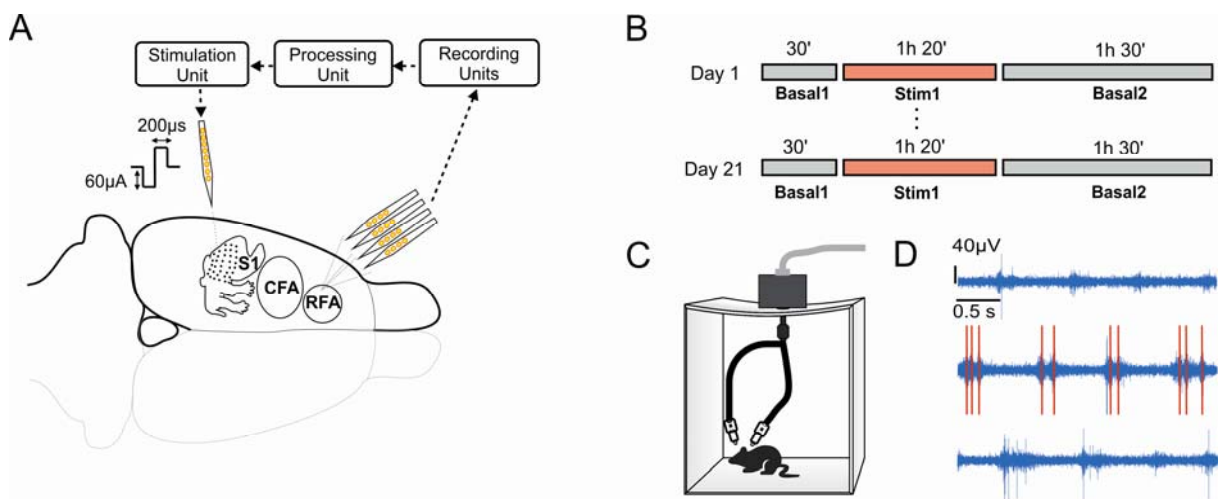 A
Stimulation
Unit
Processing
Unit
Recording
Units
200µs
60µA
S1
CFA
RFA
B
30'
1h 20'
1h 30'
Day 1
Basal1
Stim1
Basal2
30'
1h 20'
1h 30'
Day 21
Basal1
Stim1
Basal2
C
D
40µV
0.5 s